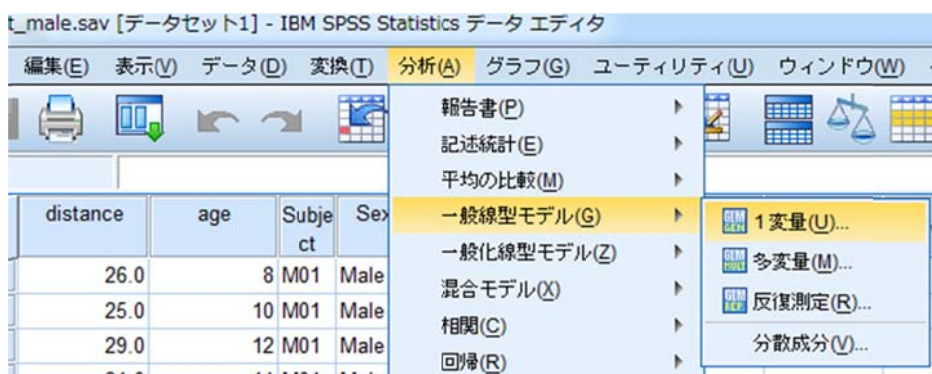 t_male.sav [データセット1] - IBM SPSS Statistics データ エディタ
編集(E) 表示(V) データ(D) 変換(T) 分析(A) グラフ(G) ユーティリティ(U) ウィンドウ(W)
報告書(P)
記述統計(E)
平均の比較(M)
一般線型モデル(G)
一般化線型モデル(Z)
混合モデル(X)
相関(C)
回帰(R)
1変量(U)...
多変量(M)...
反復測定(R)...
分散成分(V)...
distance age Subject Sex
26.0 8 M01 Male
25.0 10 M01 Male
29.0 12 M01 Male